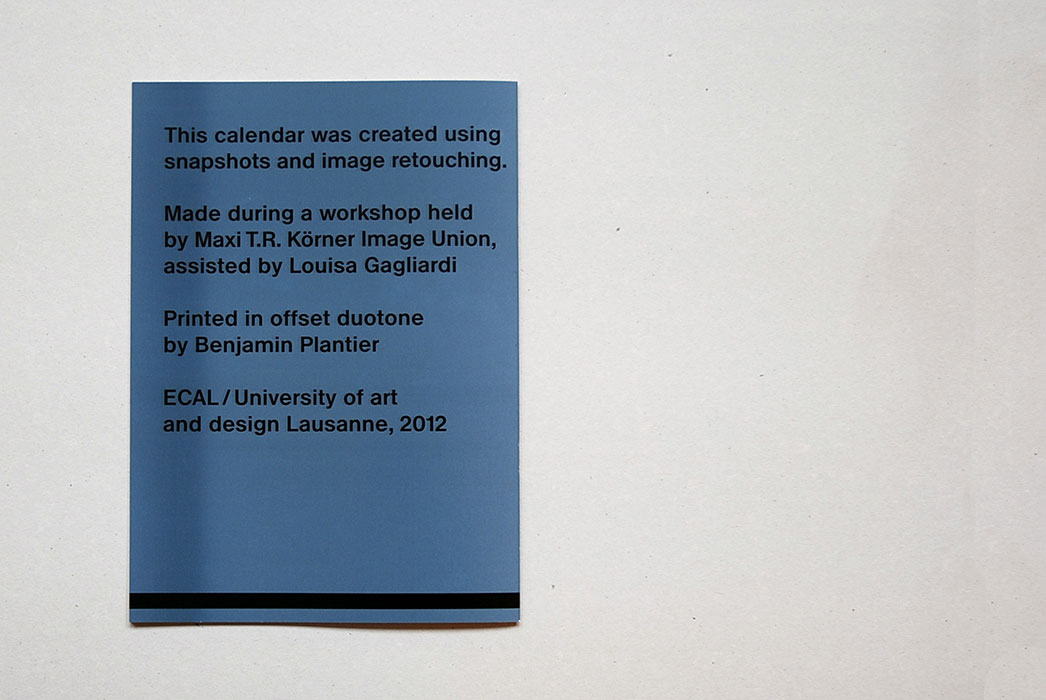 This calendar was created using
snapshots and image retouching.
Made during a workshop held
by Maxi T.R. Körner Image Union,
assisted by Louisa Gagliardi
Printed in offset duotone
by Benjamin Plantier
ECAL / University of art
and design Lausanne, 2012